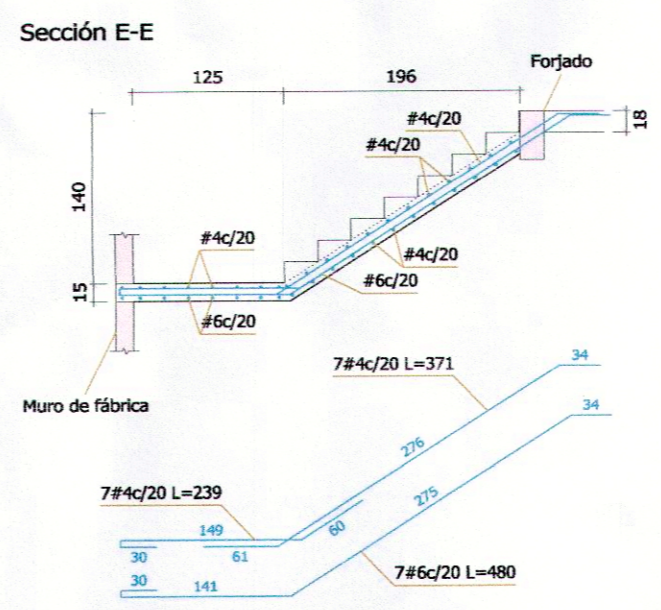 Sección E-E
125
196
Forjado
18
#4c/20
#4c/20
140
#4c/20
#4c/20
#6c/20
15
#6c/20
Muro de fábrica
7#4c/20 L=371
34
34
276
275
7#4c/20 L=239
149
60
30
61
30
141
7#6c/20 L=480